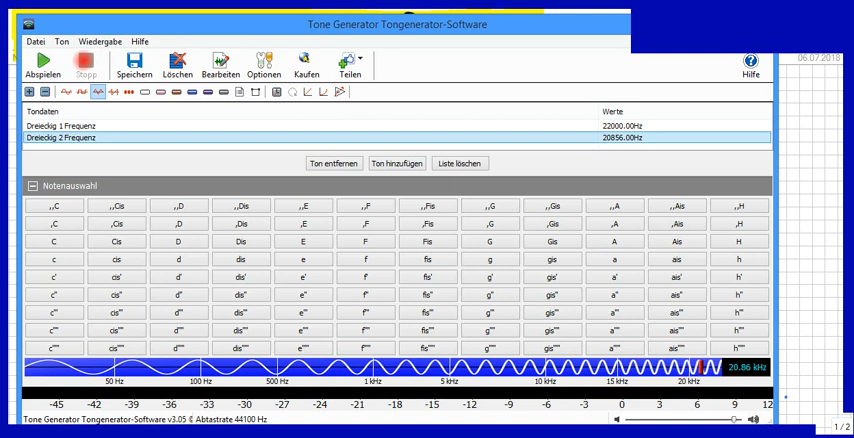 Tone Generator Tongenerator-Software
Datei Ton Wiedergabe Hilfe
Abspielen Stopp Speichern Löschen Bearbeiten Optionen Kaufen Teilen Hilfe
06.07.2018
Tondaten Werte
Dreieckig 1 Frequenz 22000.00Hz
Dreieckig 2 Frequenz 20856.00Hz
Ton entfernen Ton hinzufügen Liste löschen
Notenauswahl
,,C ,,Cis ,,D ,,Dis ,,E ,,F ,,Fis ,,G ,,Gis ,,A ,,Ais ,,H
,C ,Cis ,D ,Dis ,E ,F ,Fis ,G ,Gis ,A ,Ais ,H
C Cis D Dis E F Fis G Gis A Ais H
c cis d dis e f fis g gis a ais h
c' cis' d' dis' e' f' fis' g' gis' a' ais' h'
c'' cis'' d'' dis'' e'' f'' fis'' g'' gis'' a'' ais'' h''
c''' cis''' d''' dis''' e''' f''' fis''' g''' gis''' a''' ais''' h'''
c'''' cis'''' d'''' dis'''' e'''' f'''' fis'''' g'''' gis'''' a'''' ais'''' h''''
c''''' cis''''' d''''' dis''''' e''''' f''''' fis''''' g''''' gis''''' a''''' ais''''' h'''''
20.86 kHz
50 Hz 100 Hz 500 Hz 1 kHz 5 kHz 10 kHz 15 kHz 20 kHz
-45 -42 -39 -36 -33 -30 -27 -24 -21 -18 -15 -12 -9 -6 -3 0 3 6 9 12
Tone Generator Tongenerator-Software v3.05 © Abtastrate 44100 Hz
1 / 2